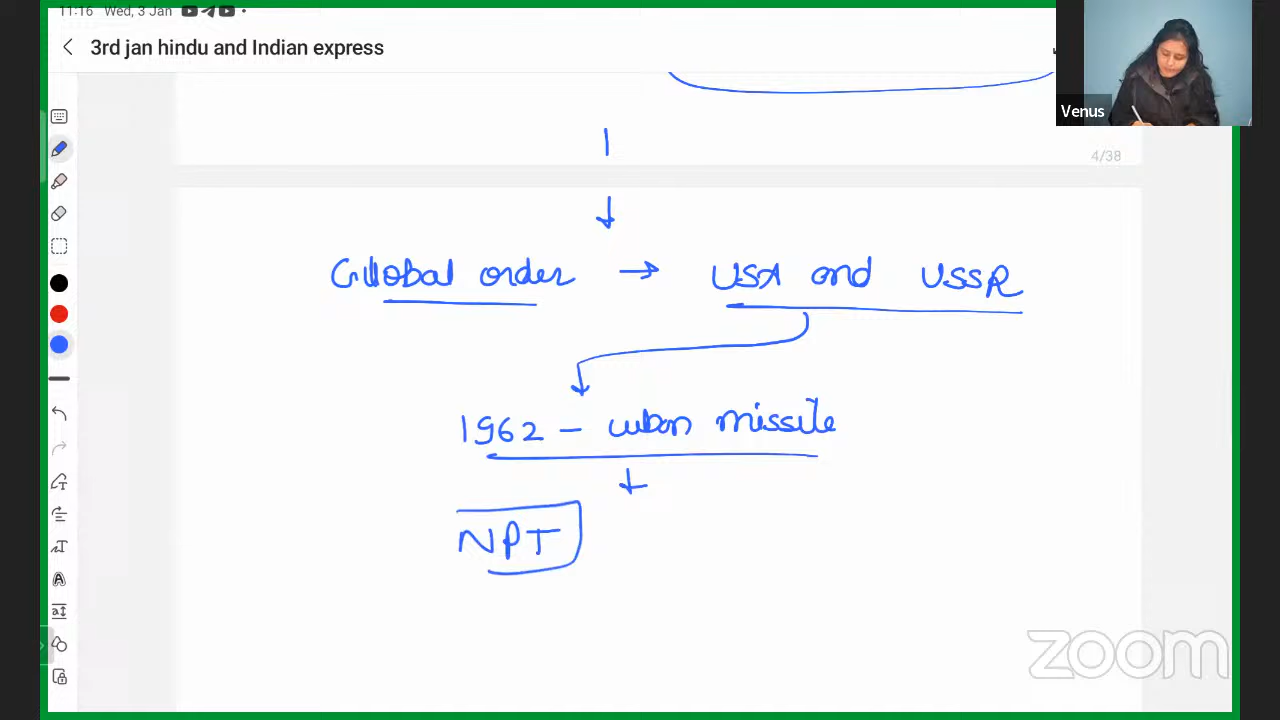 11:16 Wed, 3 Jan
3rd jan hindu and Indian express
Venus
4/38
Global order → USA and USSR
1962 - cuban missile
NPT
zoom